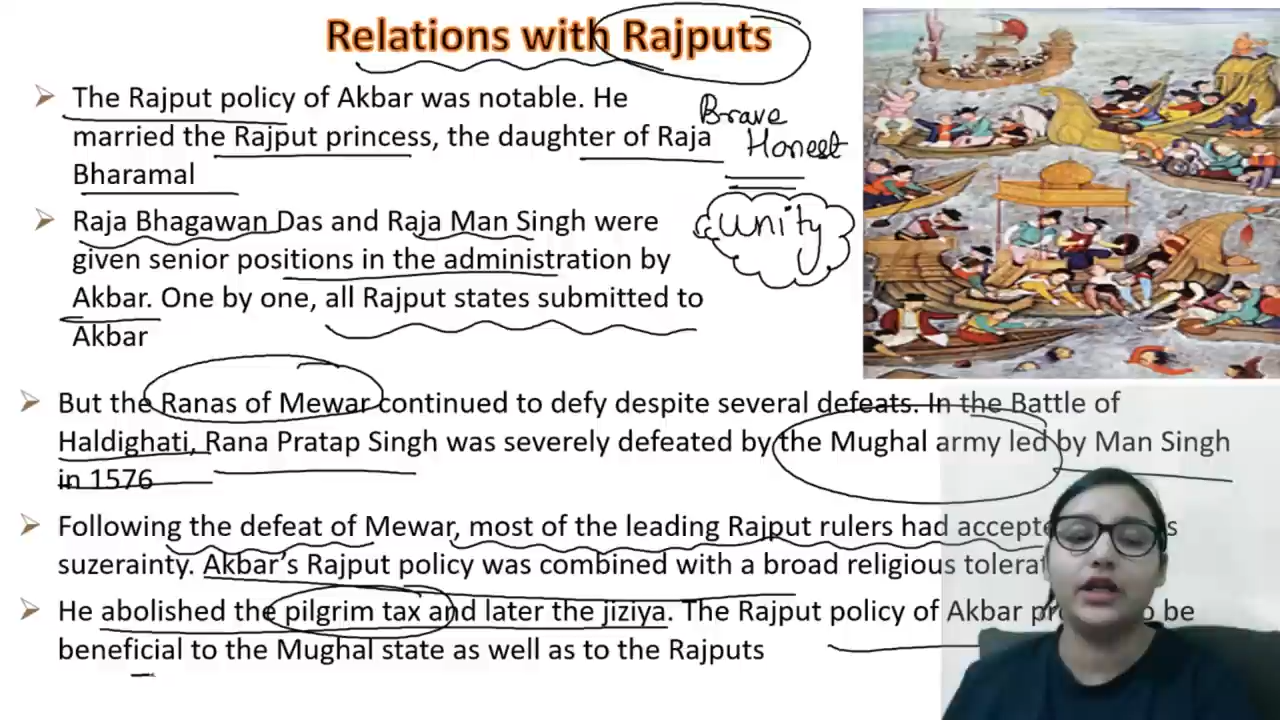 Relations with Rajputs
The Rajput policy of Akbar was notable. He
married the Rajput princess, the daughter of Raja
Bharamal
Brave
Honest
unity
Raja Bhagawan Das and Raja Man Singh were
given senior positions in the administration by
Akbar. One by one, all Rajput states submitted to
Akbar
But the Ranas of Mewar continued to defy despite several defeats. In the Battle of
Haldighati, Rana Pratap Singh was severely defeated by the Mughal army led by Man Singh
in 1576
Following the defeat of Mewar, most of the leading Rajput rulers had
suzerainty. Akbar's Rajput policy was combined with a broad religious
He abolished the pilgrim tax and later the jiziya. The Rajput policy of Akbar to be
beneficial to the Mughal state as well as to the Rajputs